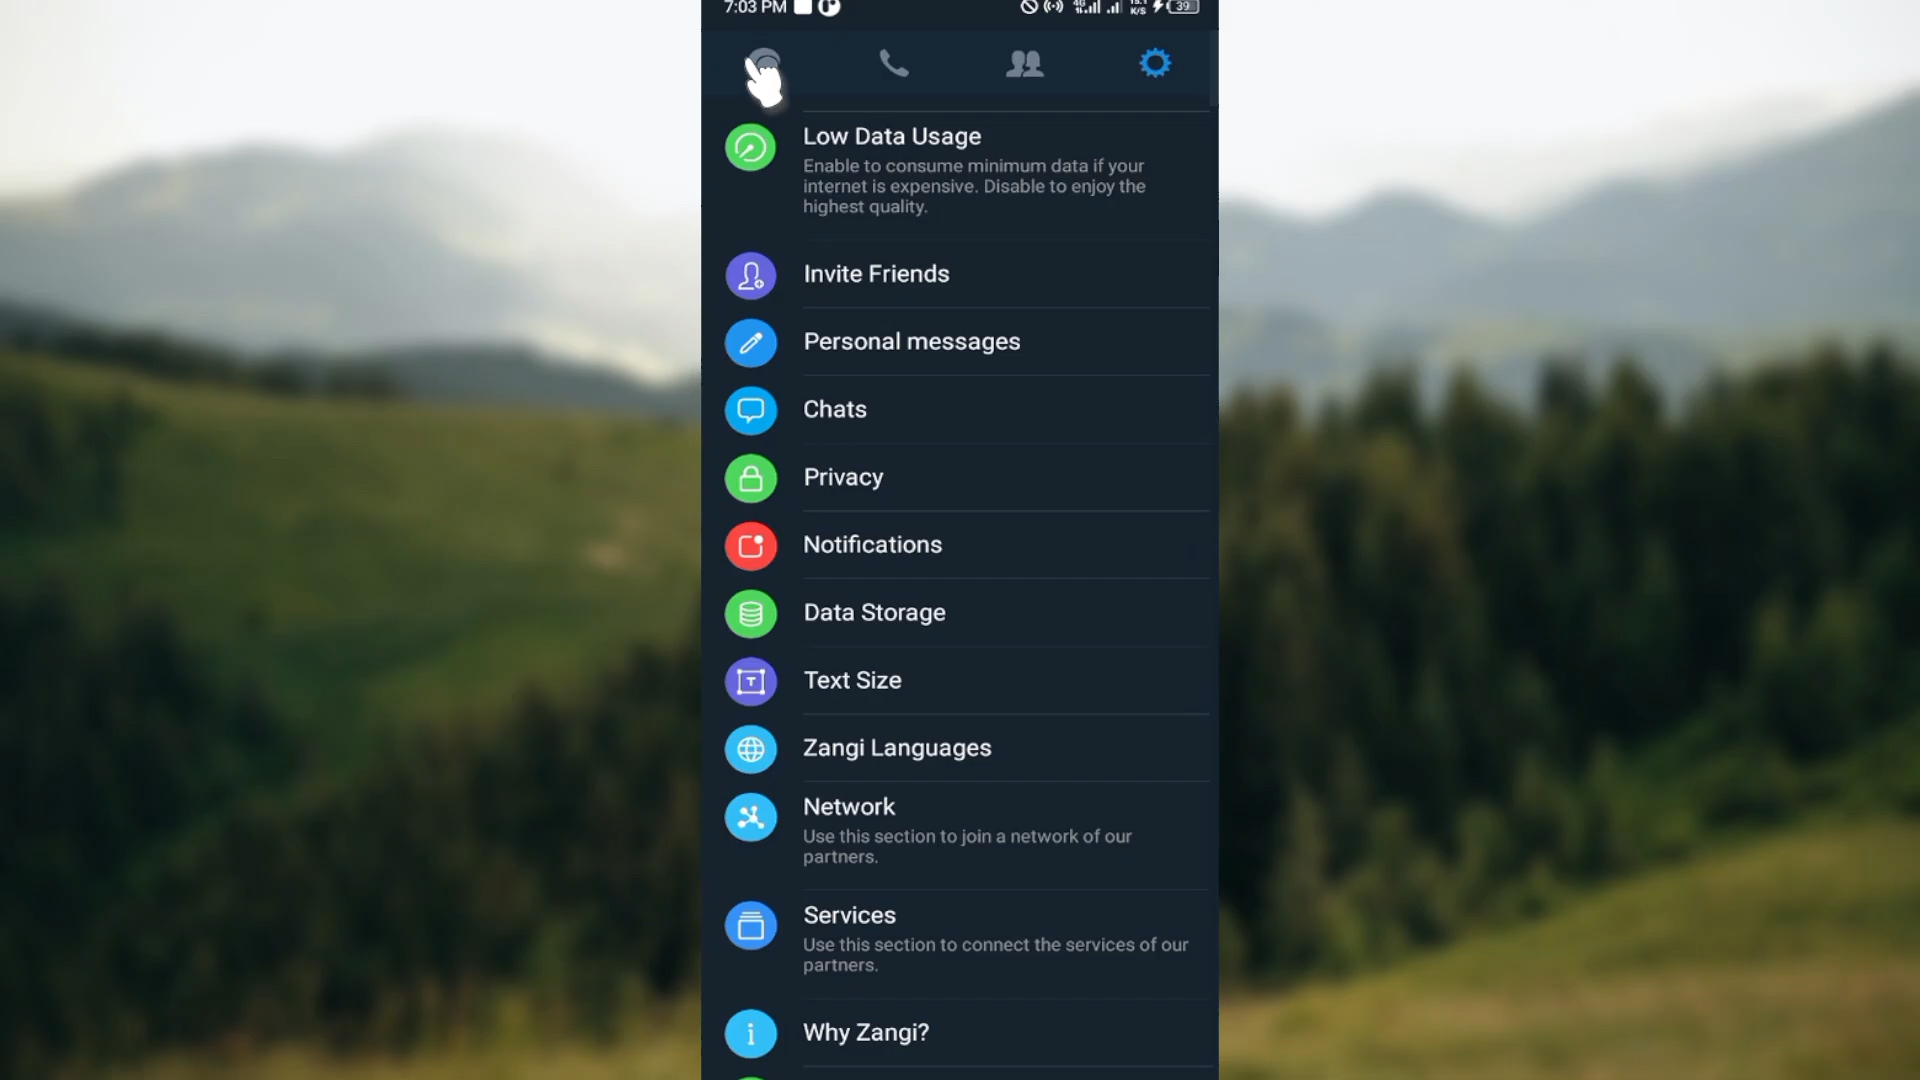 7:03 PM
4G
K/S
39
Low Data Usage
Enable to consume minimum data if your
internet is expensive. Disable to enjoy the
highest quality.
Invite Friends
Personal messages
Chats
Privacy
Notifications
Data Storage
T
Text Size
Zangi Languages
Network
Use this section to join a network of our
partners.
Services
Use this section to connect the services of our
partners.
i
Why Zangi?